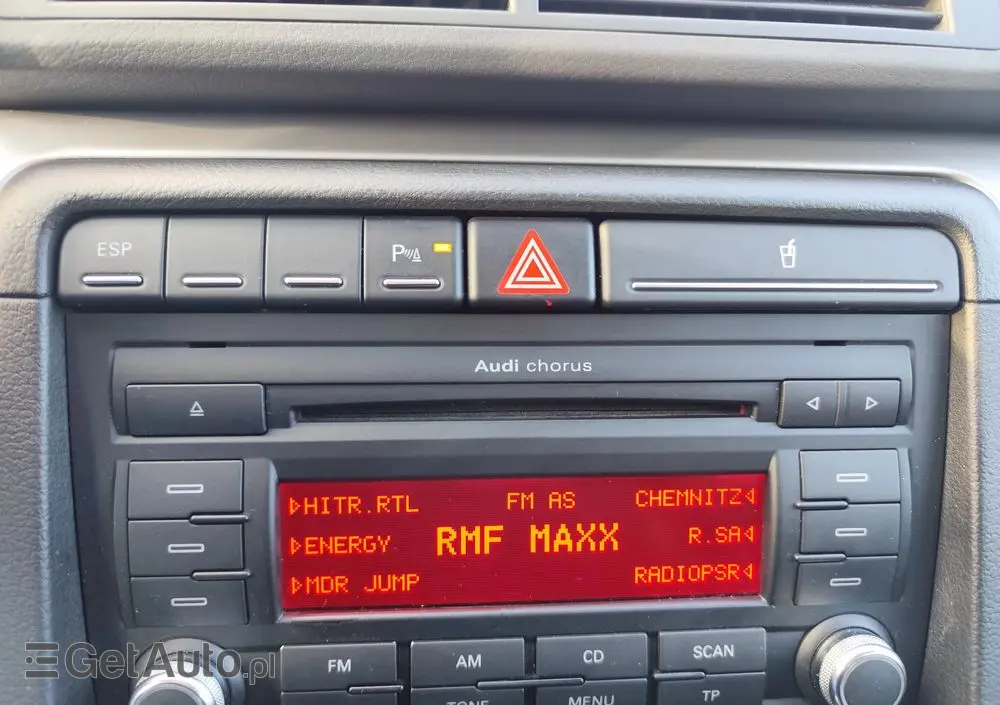 ESP
P
Audi chorus
HITR.RTL FM AS CHEMNITZ
ENERGY RMF MAXX R.SA
MDR JUMP RADIOPSR
FM AM CD SCAN
TONE MENU TP
GetAuto.pl